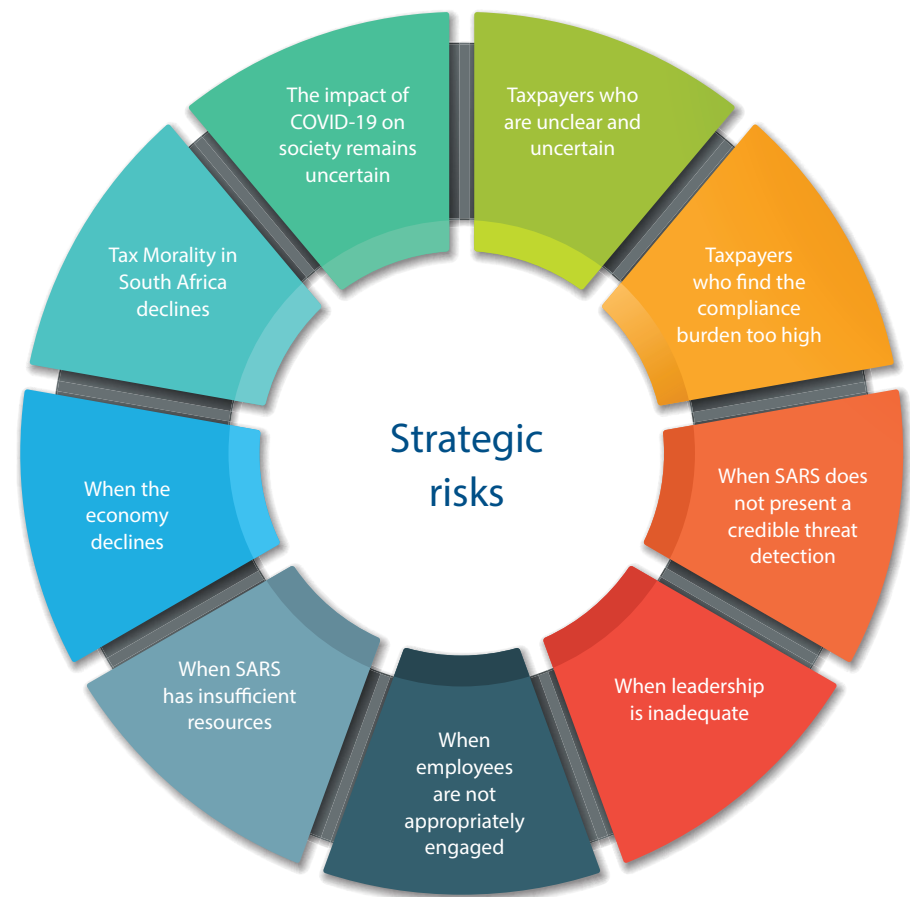 Strategic
risks
Taxpayers who
are unclear and
uncertain
Taxpayers
who find the
compliance
burden too high
When SARS does
not present a
credible threat
detection
When leadership
is inadequate
When
employees
are not
appropriately
engaged
When SARS
has insufficient
resources
When the
economy
declines
Tax Morality in
South Africa
declines
The impact of
COVID-19 on
society remains
uncertain